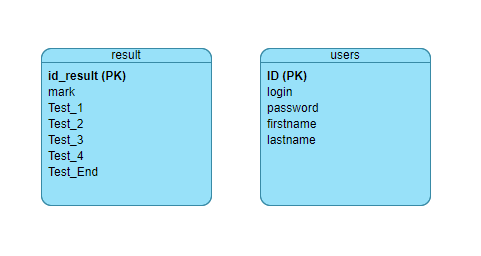 result
id_result (PK)
mark
Test_1
Test_2
Test_3
Test_4
Test_End
users
ID (PK)
login
password
firstname
lastname